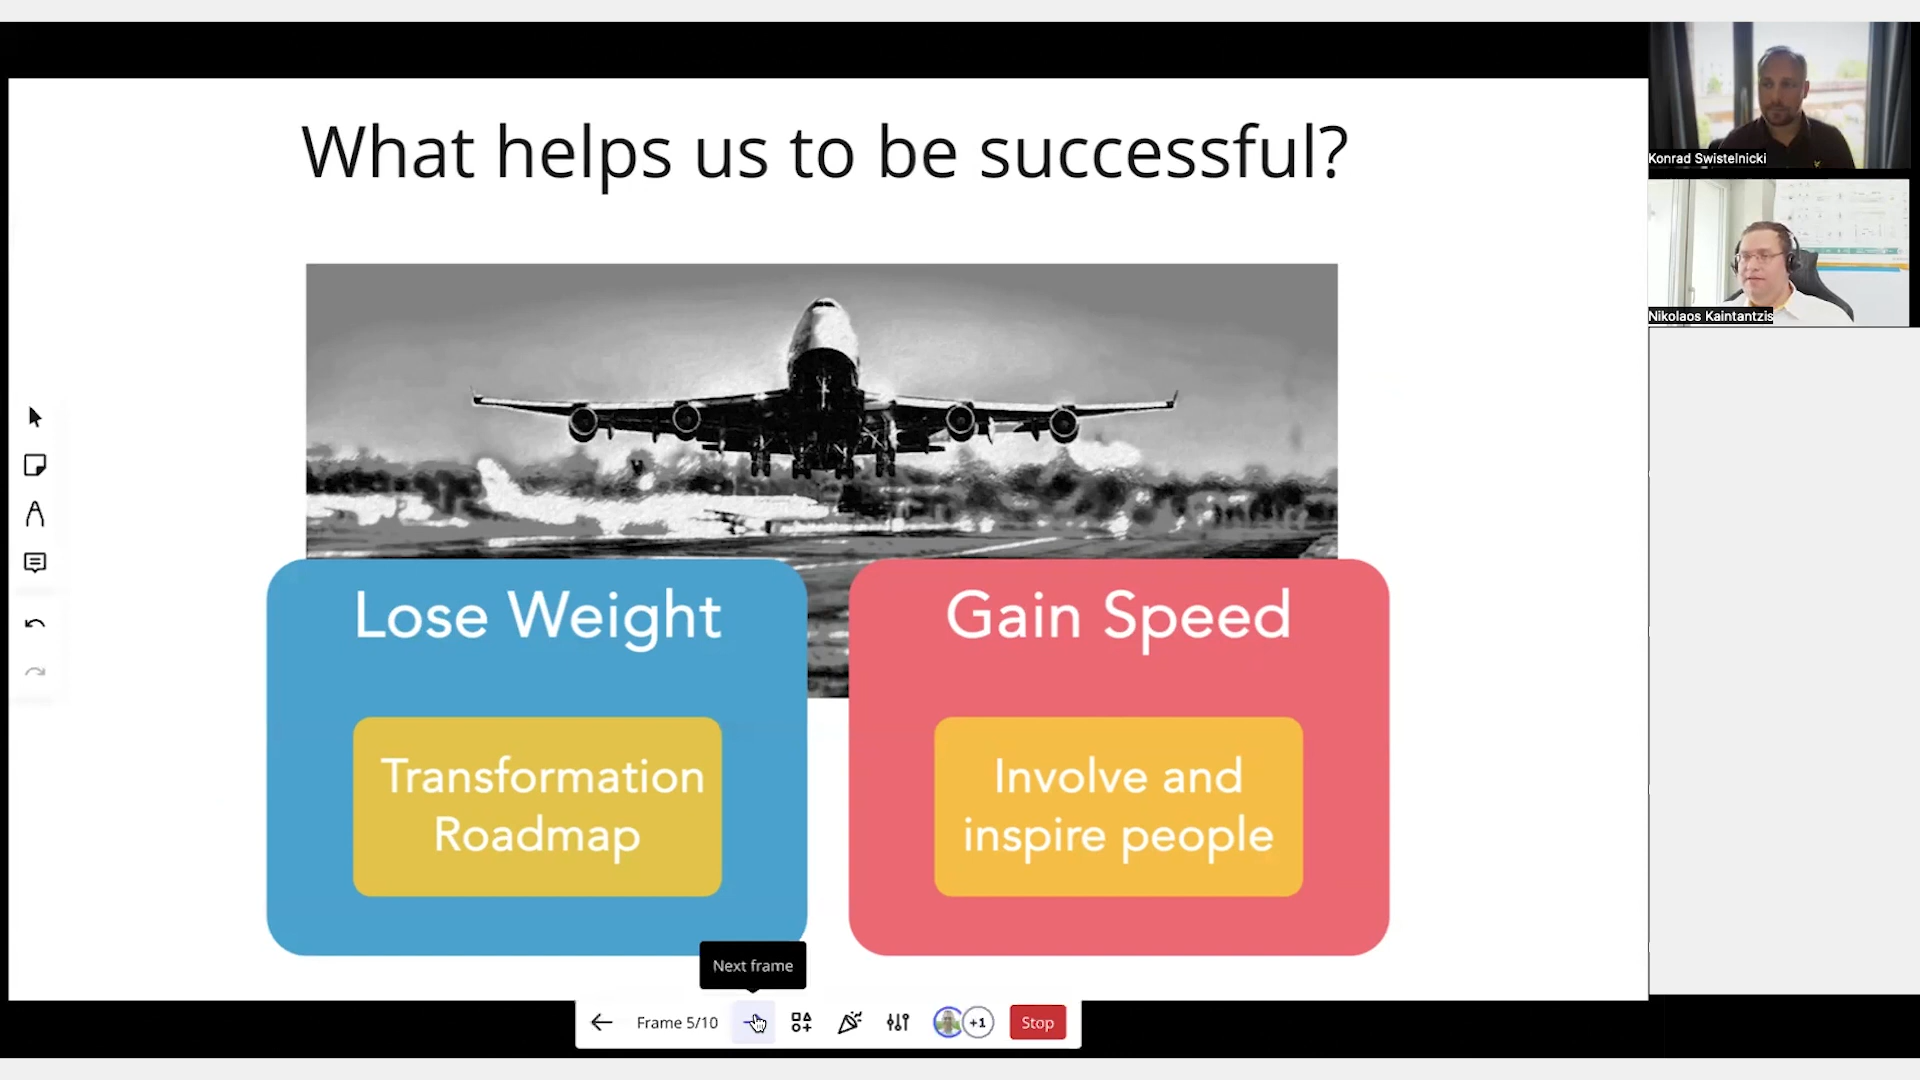 What helps us to be successful?
Konrad Swistelnicki
Nikolaos Kaintantzis
Lose Weight
Transformation
Roadmap
Gain Speed
Involve and
inspire people
Next frame
Frame 5/10
+1
Stop